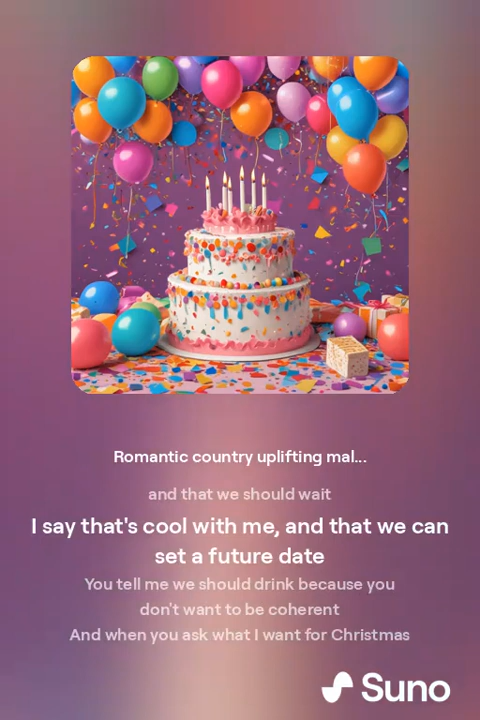 Romantic country uplifting mal...
and that we should wait
I say that's cool with me, and that we can
set a future date
You tell me we should drink because you
don't want to be coherent
And when you ask what I want for Christmas
Suno